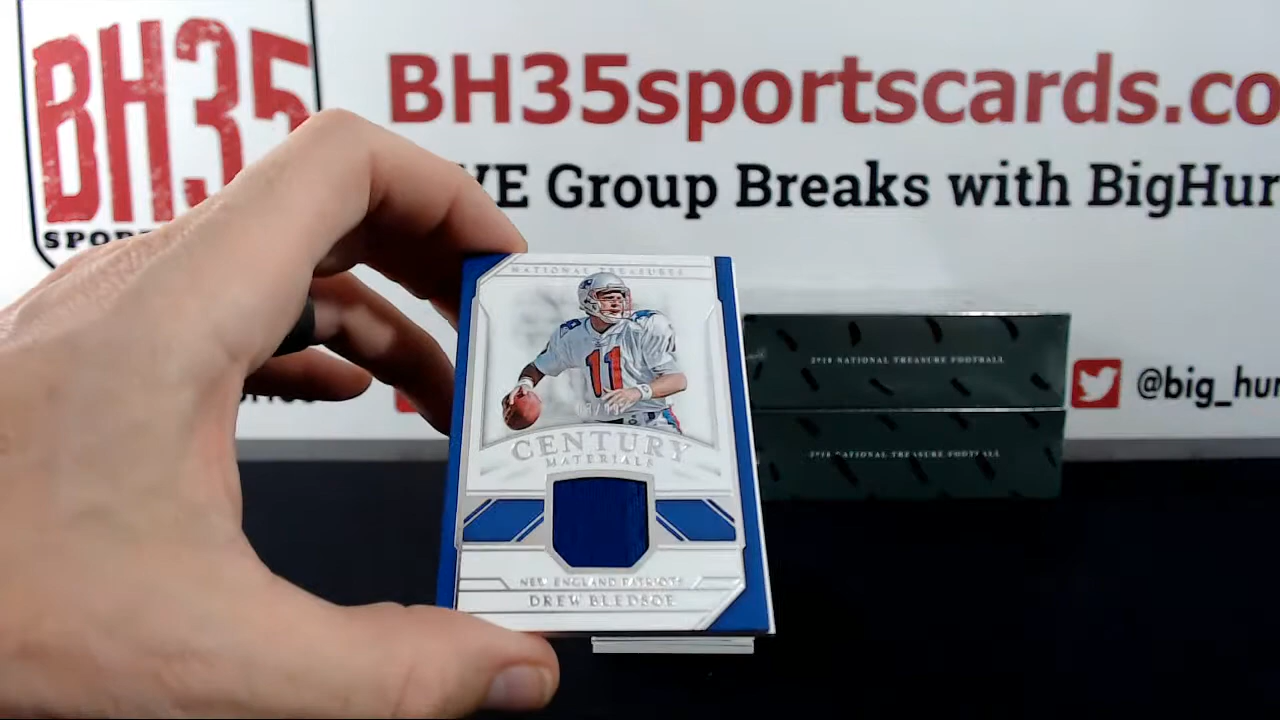 BH35
SPOR
BH35sportscards.co
VE Group Breaks with BigHur
@big_hur
NATIONAL TREASURES
11
CENTURY
MATERIALS
NEW ENGLAND PATRIOTS
DREW BLEDSOE
2018 NATIONAL TREASURE FOOTBALL
2018 NATIONAL TREASURE FOOTBALL